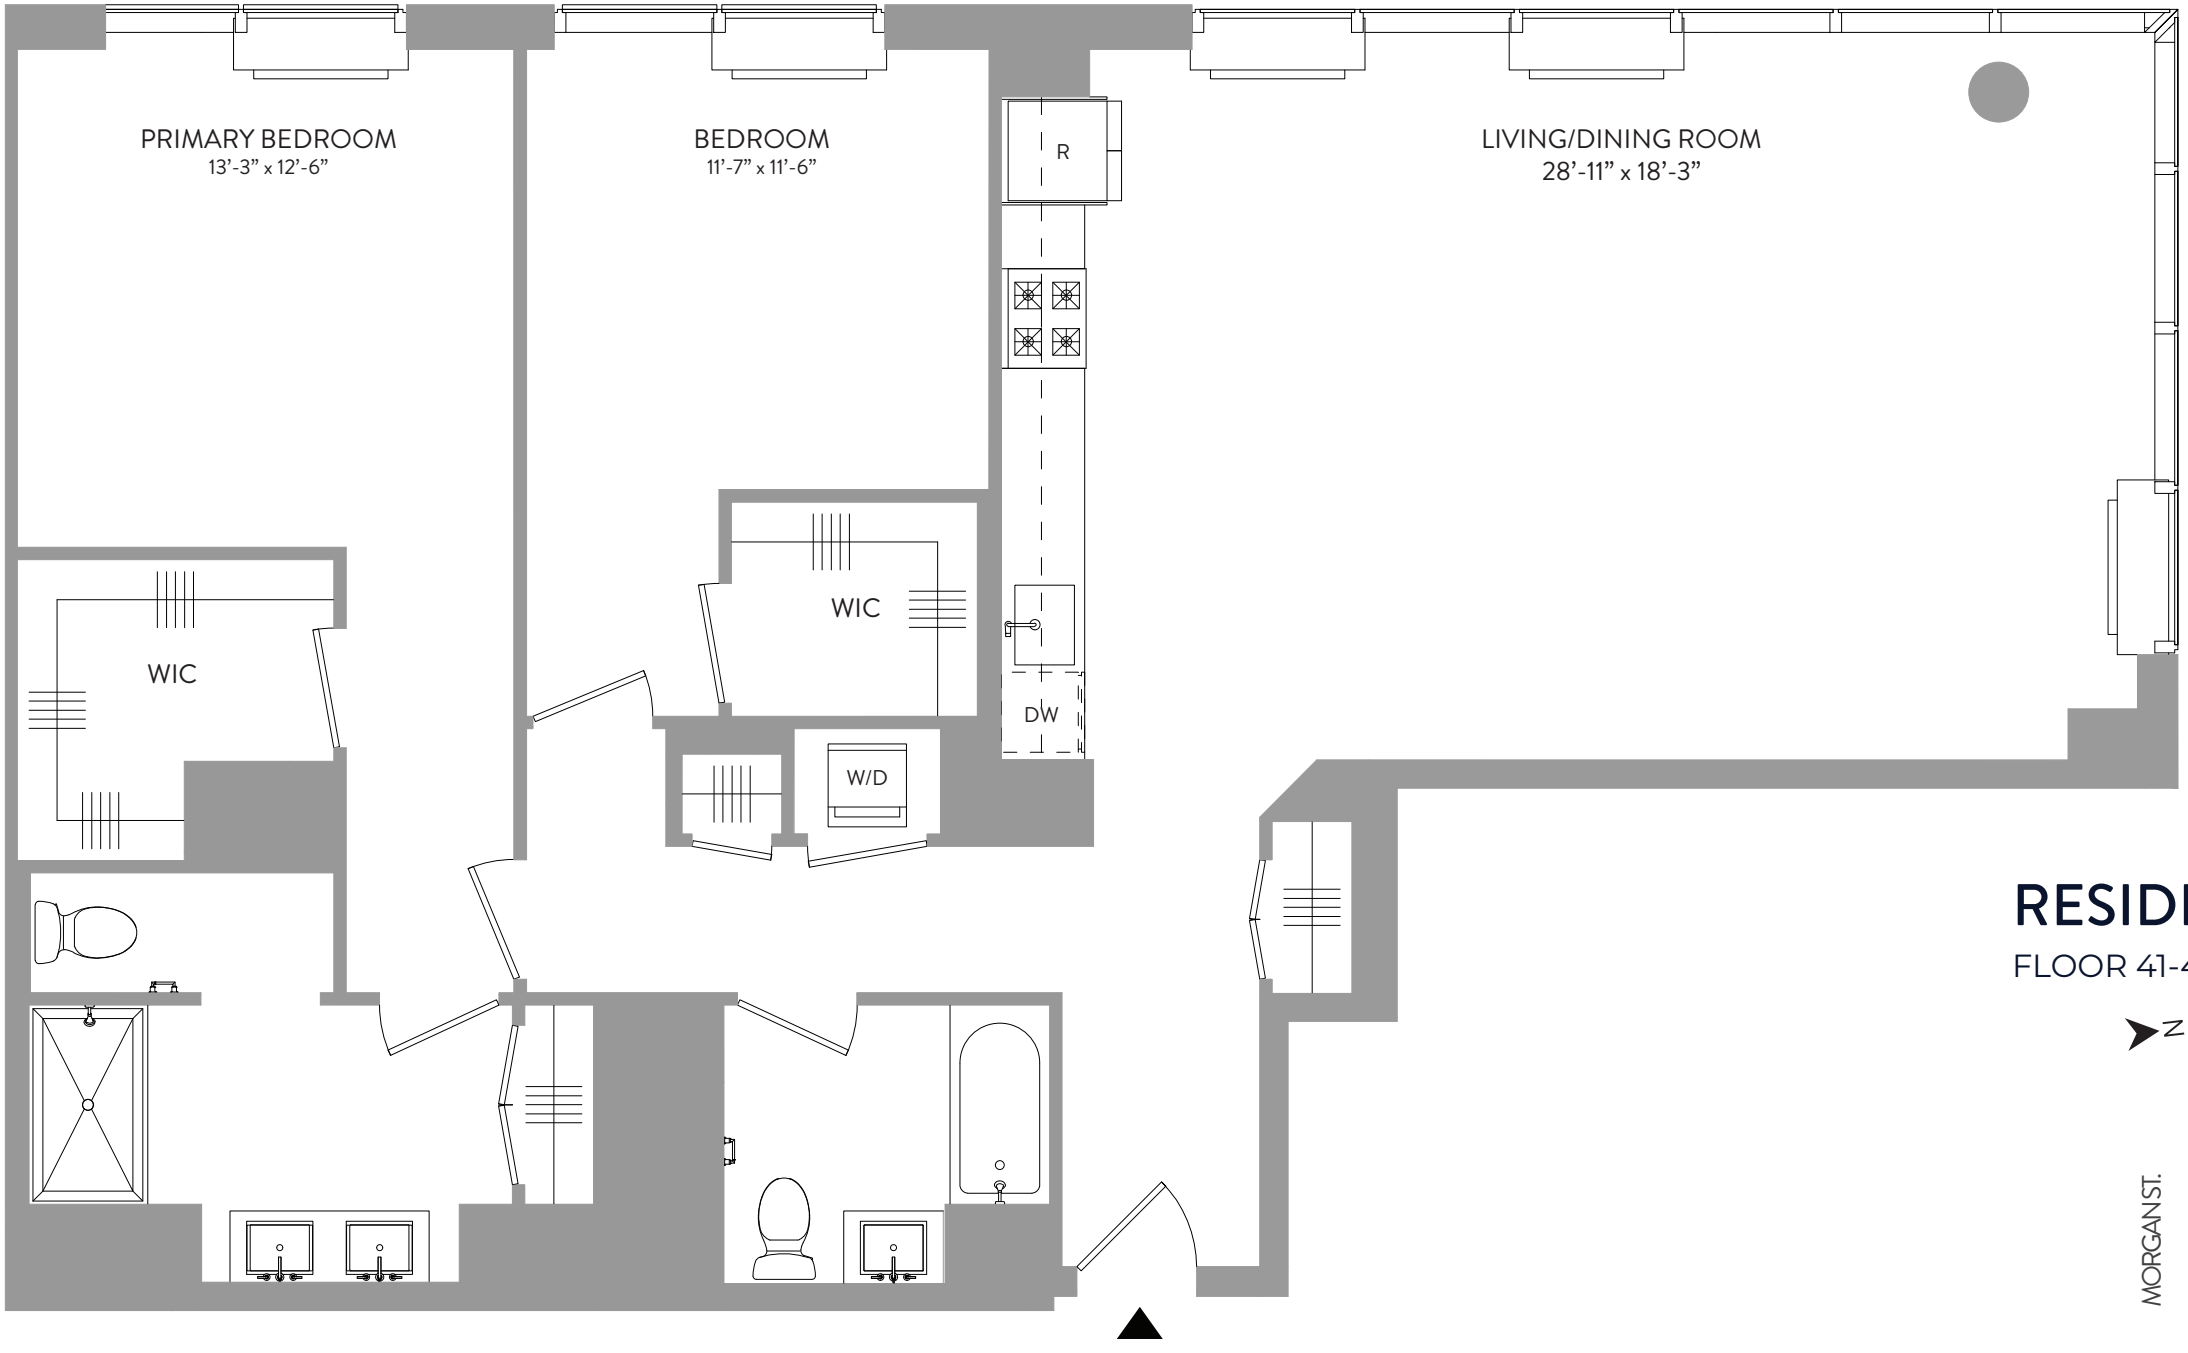 PRIMARY BEDROOM
13’-3” x 12’-6”
BEDROOM
11’-7” x 11’-6”
LIVING/DINING ROOM
28’-11” x 18’-3”
R
WIC
WIC
DW
W/D
FLOOR 41-4
N
MORGAN ST.